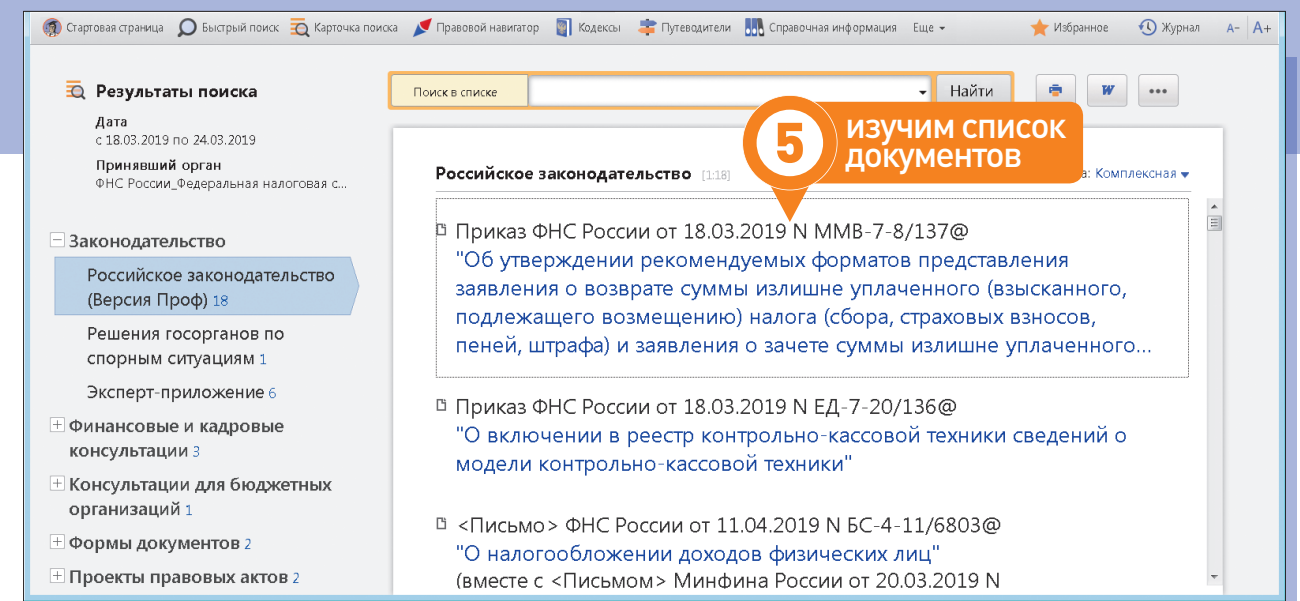 Стартовая страница Быстрый поиск Карточка поиска Правовой навигатор Кодексы Путеводители Справочная информация Еще Избранное Журнал A- A+
Результаты поиска
Дата
с 18.03.2019 по 24.03.2019
Принявший орган
ФНС России_Федеральная налоговая с...
Законодательство
Российское законодательство
(Версия Проф) 18
Решения госорганов по
спорным ситуациям 1
Эксперт-приложение 6
Финансовые и кадровые
консультации 3
Консультации для бюджетных
организаций 1
Формы документов 2
Проекты правовых актов 2
Поиск в списке Найти
5 изучим список
документов
Российское законодательство [1:18] Комплексная
Приказ ФНС России от 18.03.2019 N ММВ-7-8/137@
"Об утверждении рекомендуемых форматов представления
заявления о возврате суммы излишне уплаченного (взысканного,
подлежащего возмещению) налога (сбора, страховых взносов,
пеней, штрафа) и заявления о зачете суммы излишне уплаченного...
Приказ ФНС России от 18.03.2019 N ЕД-7-20/136@
"О включении в реестр контрольно-кассовой техники сведений о
модели контрольно-кассовой техники"
<Письмо> ФНС России от 11.04.2019 N БС-4-11/6803@
"О налогообложении доходов физических лиц"
(вместе с <Письмом> Минфина России от 20.03.2019 N